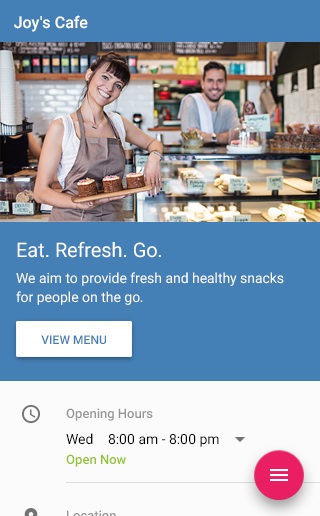 Joy's Cafe
Eat. Refresh. Go.
We aim to provide fresh and healthy snacks
for people on the go.
VIEW MENU
Opening Hours
Wed 8:00 am - 8:00 pm
Open Now
Location